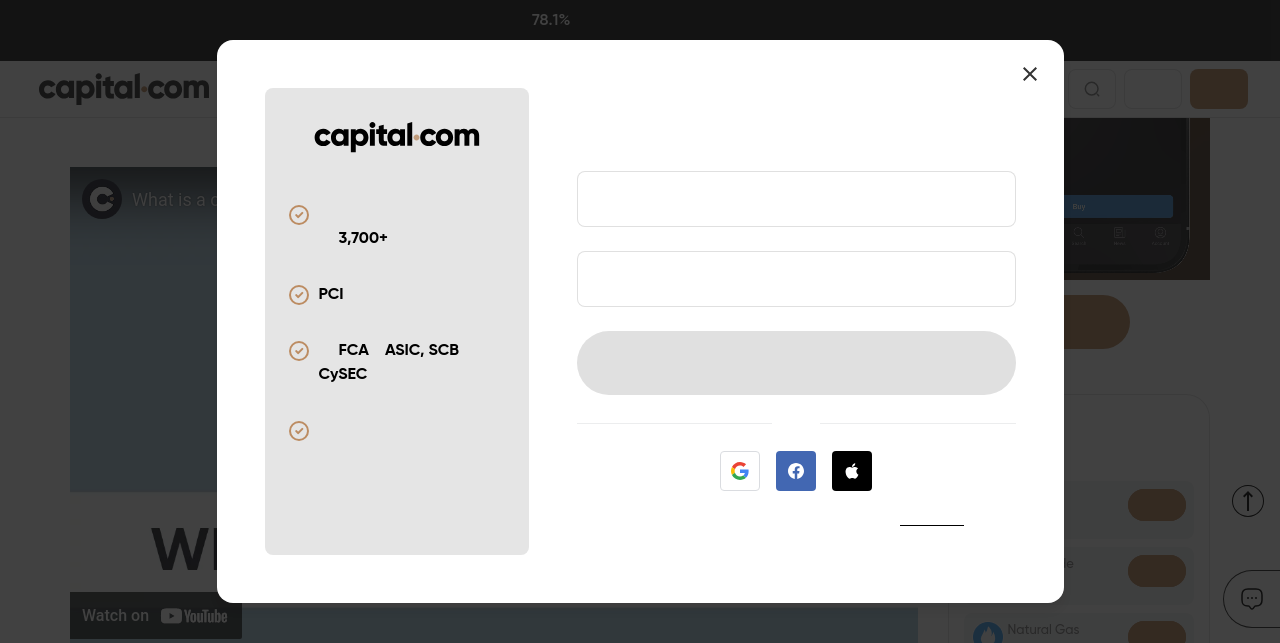 78.1%
capital.com
capital.com
What is a c
3,700+
PCI
FCA ASIC, SCB
CySEC
Buy
Watch on YouTube
Natural Gas